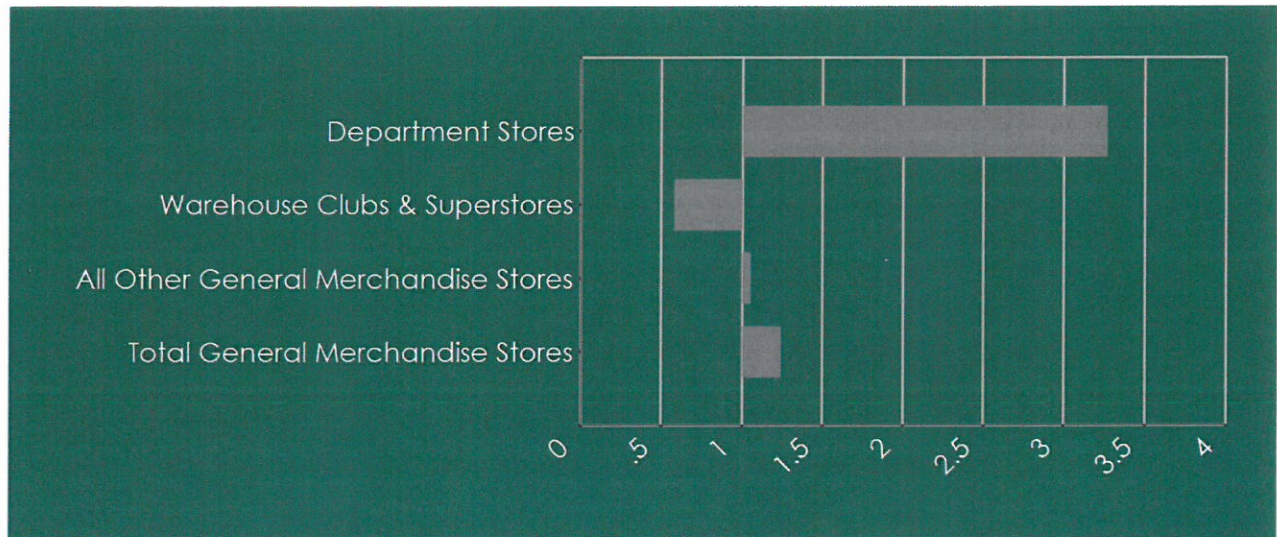 Department Stores
Warehouse Clubs & Superstores
All Other General Merchandise Stores
Total General Merchandise Stores
0 .5 1 1.5 2 2.5 3 3.5 4